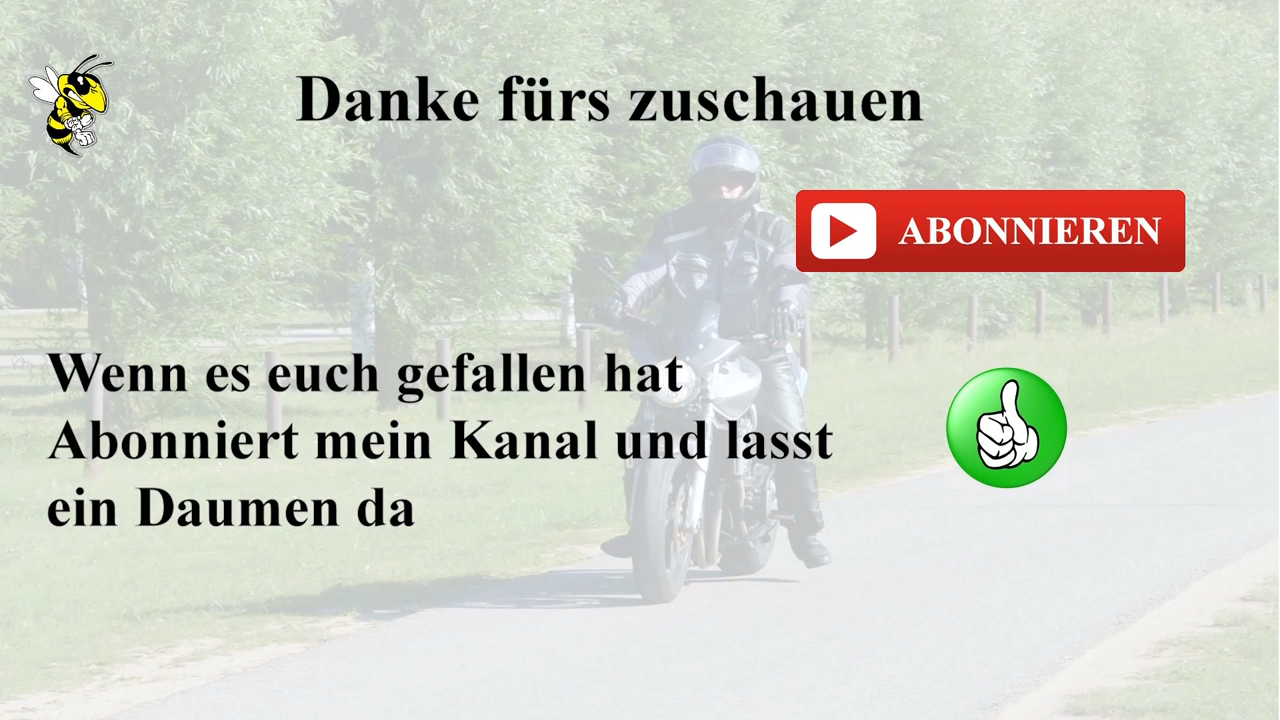 Danke fürs zuschauen
ABONNIEREN
Wenn es euch gefallen hat
Abonniert mein Kanal und lasst
ein Daumen da